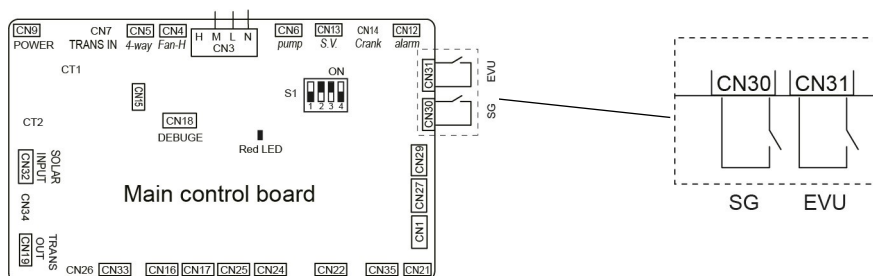 CN9 CN7 CN5 CN4 H M L N CN6 CN13 CN14 CN12
POWER TRANS IN 4-way Fan-H CN3 pump S.V. Crank alarm
CT1
ON
S1
1 2 3 4
CN15
CN18
DEBUGE
Red LED
CT2
CN31 EVU
CN30 SG
SOLAR
INPUT
CN32
CN34
TRANS
OUT
CN19
Main control board
CN29
CN27
CN1
CN26 CN33 CN16 CN17 CN25 CN24 CN22 CN35 CN21
CN30 CN31
SG EVU